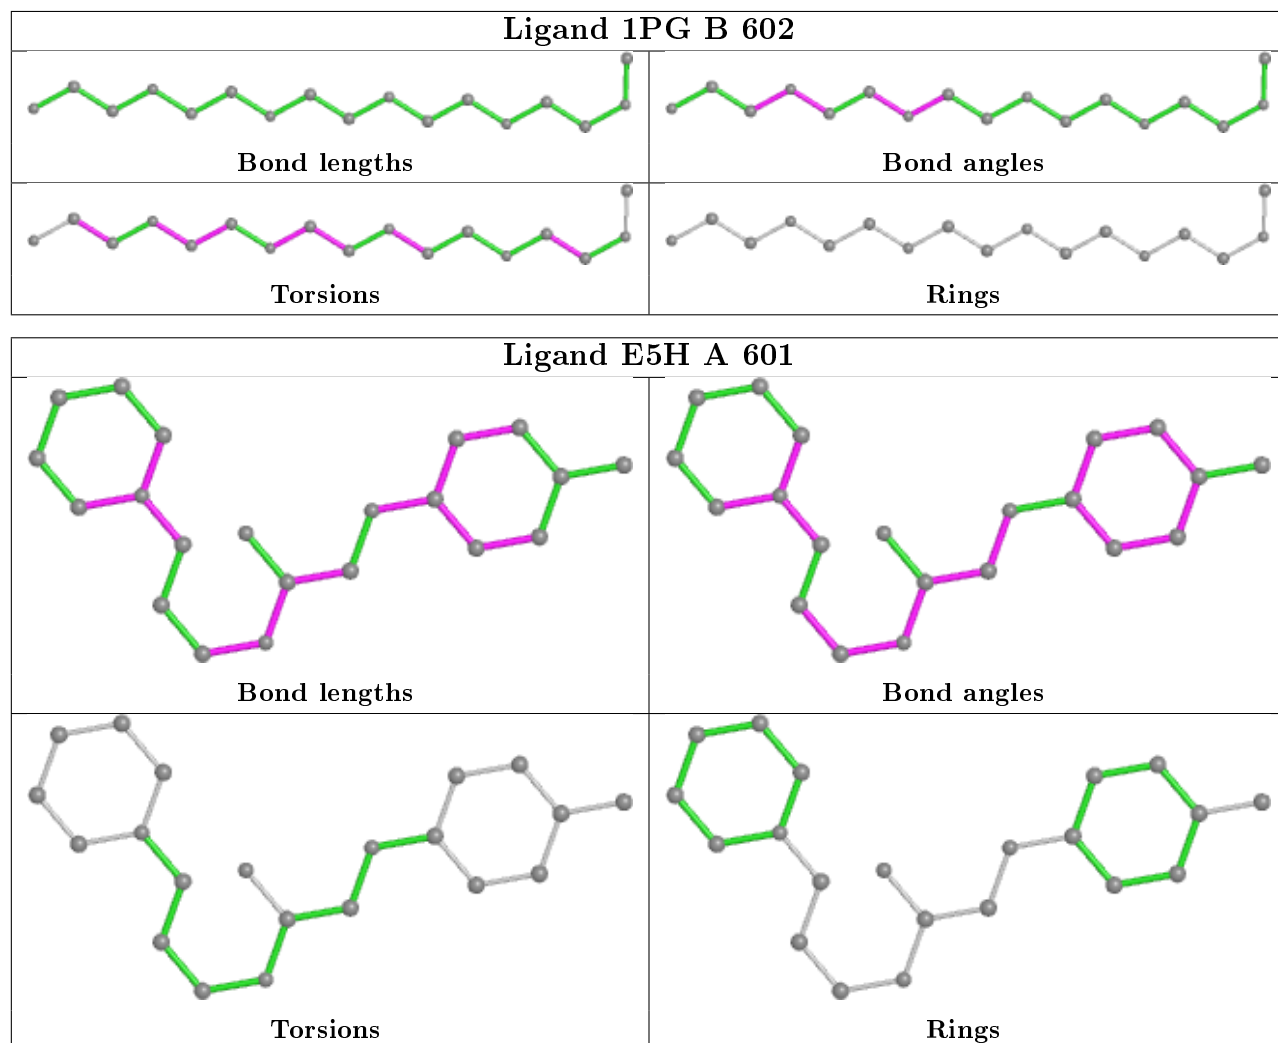 Ligand 1PG B 602
Bond lengths
Bond angles
Torsions
Rings
Ligand E5H A 601
Bond lengths
Bond angles
Torsions
Rings